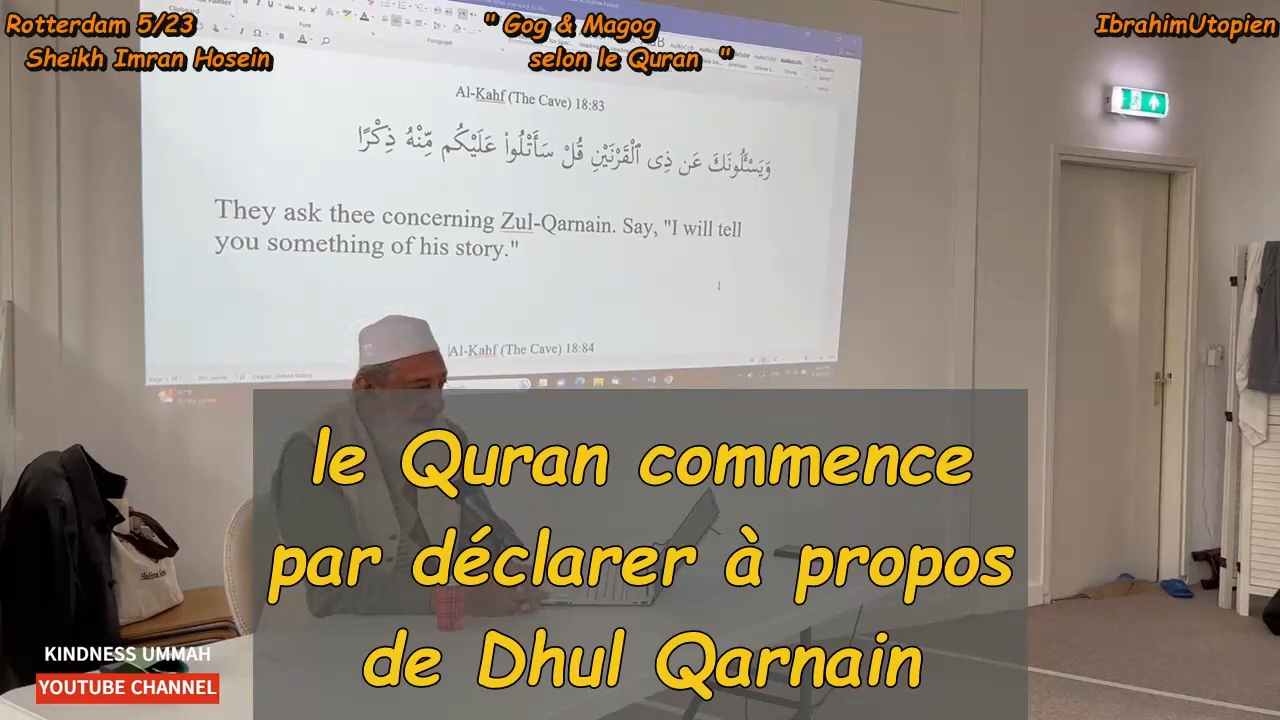 Rotterdam 5/23
Sheikh Imran Hosein
" Gog & Magog
selon le Quran "
IbrahimUtopien
Al-Kahf (The Cave) 18:83
وَيَسْـَٔلُونَكَ عَن ذِى ٱلْقَرْنَيْنِ قُلْ سَأَتْلُوا۟ عَلَيْكُم مِّنْهُ ذِكْرًا
They ask thee concerning Zul-Qarnain. Say, "I will tell
you something of his story."
1
Al-Kahf (The Cave) 18:84
le Quran commence
par déclarer à propos
de Dhul Qarnain
KINDNESS UMMAH
YOUTUBE CHANNEL